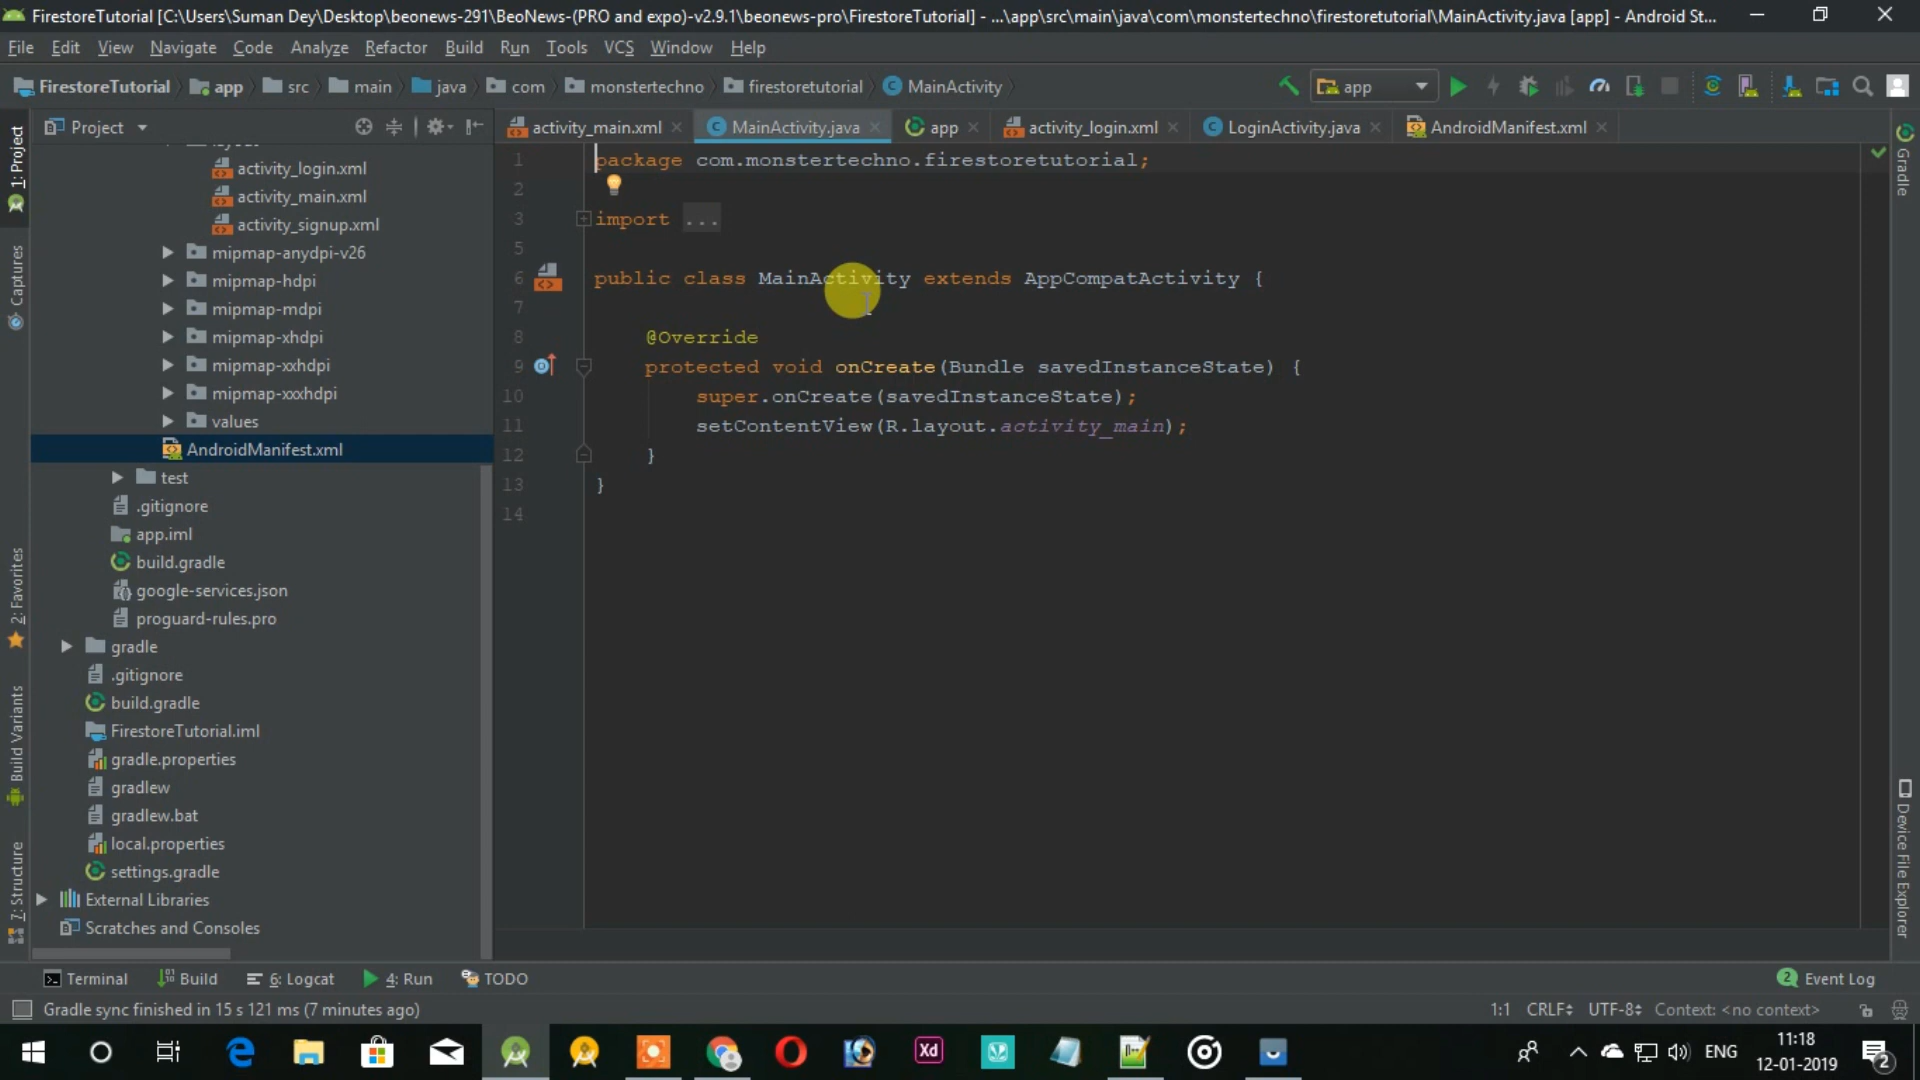 FirestoreTutorial [C:\Users\Suman Dey\Desktop\beonews-291\BeoNews-(PRO and expo)-v2.9.1\beonews-pro\FirestoreTutorial] - ...\app\src\main\java\com\monstertechno\firestoretutorial\MainActivity.java [app] - Android St...
File Edit View Navigate Code Analyze Refactor Build Run Tools VCS Window Help
FirestoreTutorial app src main java com monstertechno firestoretutorial MainActivity
app
Project
activity_main.xml MainActivity.java app activity_login.xml LoginActivity.java AndroidManifest.xml
1: Project
Captures
2: Favorites
Build Variants
7: Structure
activity_login.xml
activity_main.xml
activity_signup.xml
mipmap-anydpi-v26
mipmap-hdpi
mipmap-mdpi
mipmap-xhdpi
mipmap-xxhdpi
mipmap-xxxhdpi
values
AndroidManifest.xml
test
.gitignore
app.iml
build.gradle
google-services.json
proguard-rules.pro
gradle
.gitignore
build.gradle
FirestoreTutorial.iml
gradle.properties
gradlew
gradlew.bat
local.properties
settings.gradle
External Libraries
Scratches and Consoles
1 package com.monstertechno.firestoretutorial;
2
3 import ...
5
6 public class MainActivity extends AppCompatActivity {
7
8 @Override
9 protected void onCreate(Bundle savedInstanceState) {
10 super.onCreate(savedInstanceState);
11 setContentView(R.layout.activity_main);
12 }
13 }
14
Gradle
Device File Explorer
Terminal Build 6: Logcat 4: Run TODO
2 Event Log
Gradle sync finished in 15 s 121 ms (7 minutes ago)
1:1 CRLF UTF-8 Context: <no context>
Xd
ENG
11:18
12-01-2019
2